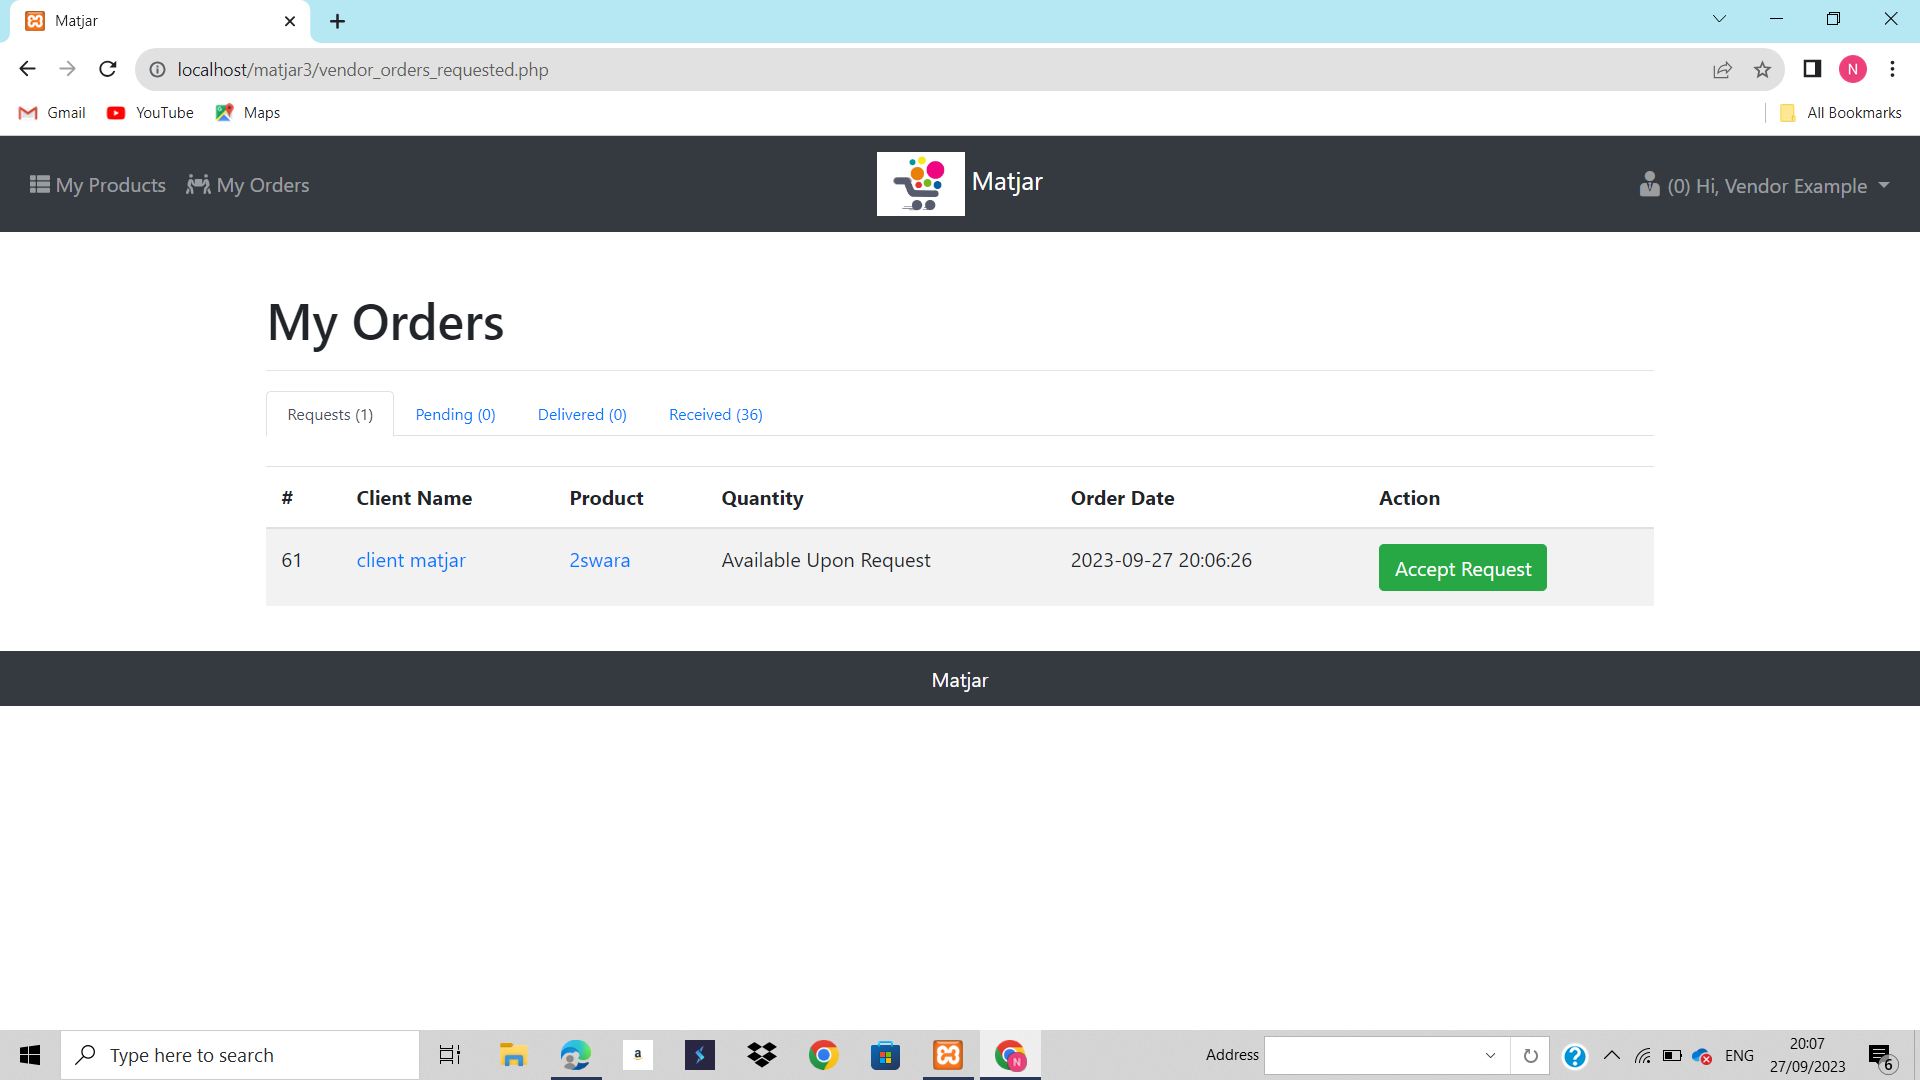 Matjar
localhost/matjar3/vendor_orders_requested.php
N
Gmail YouTube Maps All Bookmarks
My Products My Orders Matjar (0) Hi, Vendor Example
My Orders
Requests (1) Pending (0) Delivered (0) Received (36)
# Client Name Product Quantity Order Date Action
61 client matjar 2swara Available Upon Request 2023-09-27 20:06:26 Accept Request
Matjar
Type here to search a N Address ENG 20:07
27/09/2023 6